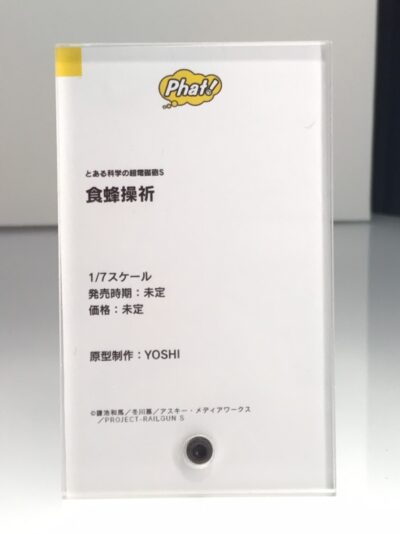 Phat!
とある科学の超電磁砲S
食蜂操祈
1/7スケール
発売時期：未定
価格：未定
原型制作：YOSHI
©鎌池和馬／冬川基／アスキー・メディアワークス
／PROJECT-RAILGUN S